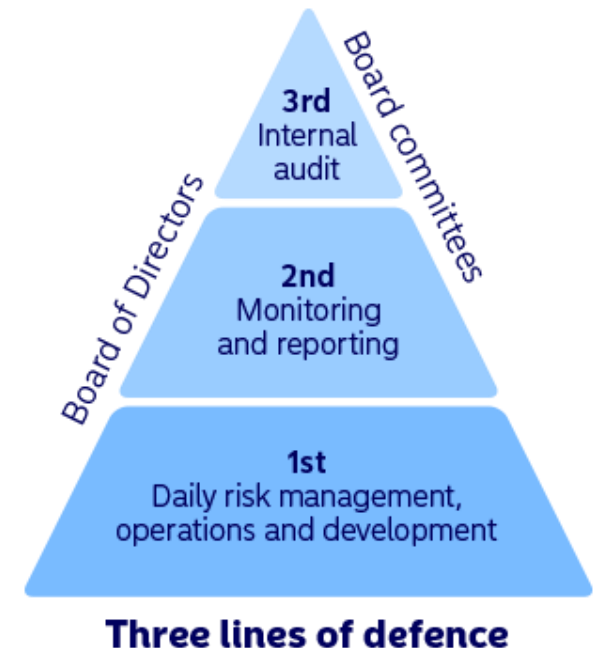 Board committees
3rd
Internal
audit
Board of Directors
2nd
Monitoring
and reporting
1st
Daily risk management,
operations and development
Three lines of defence